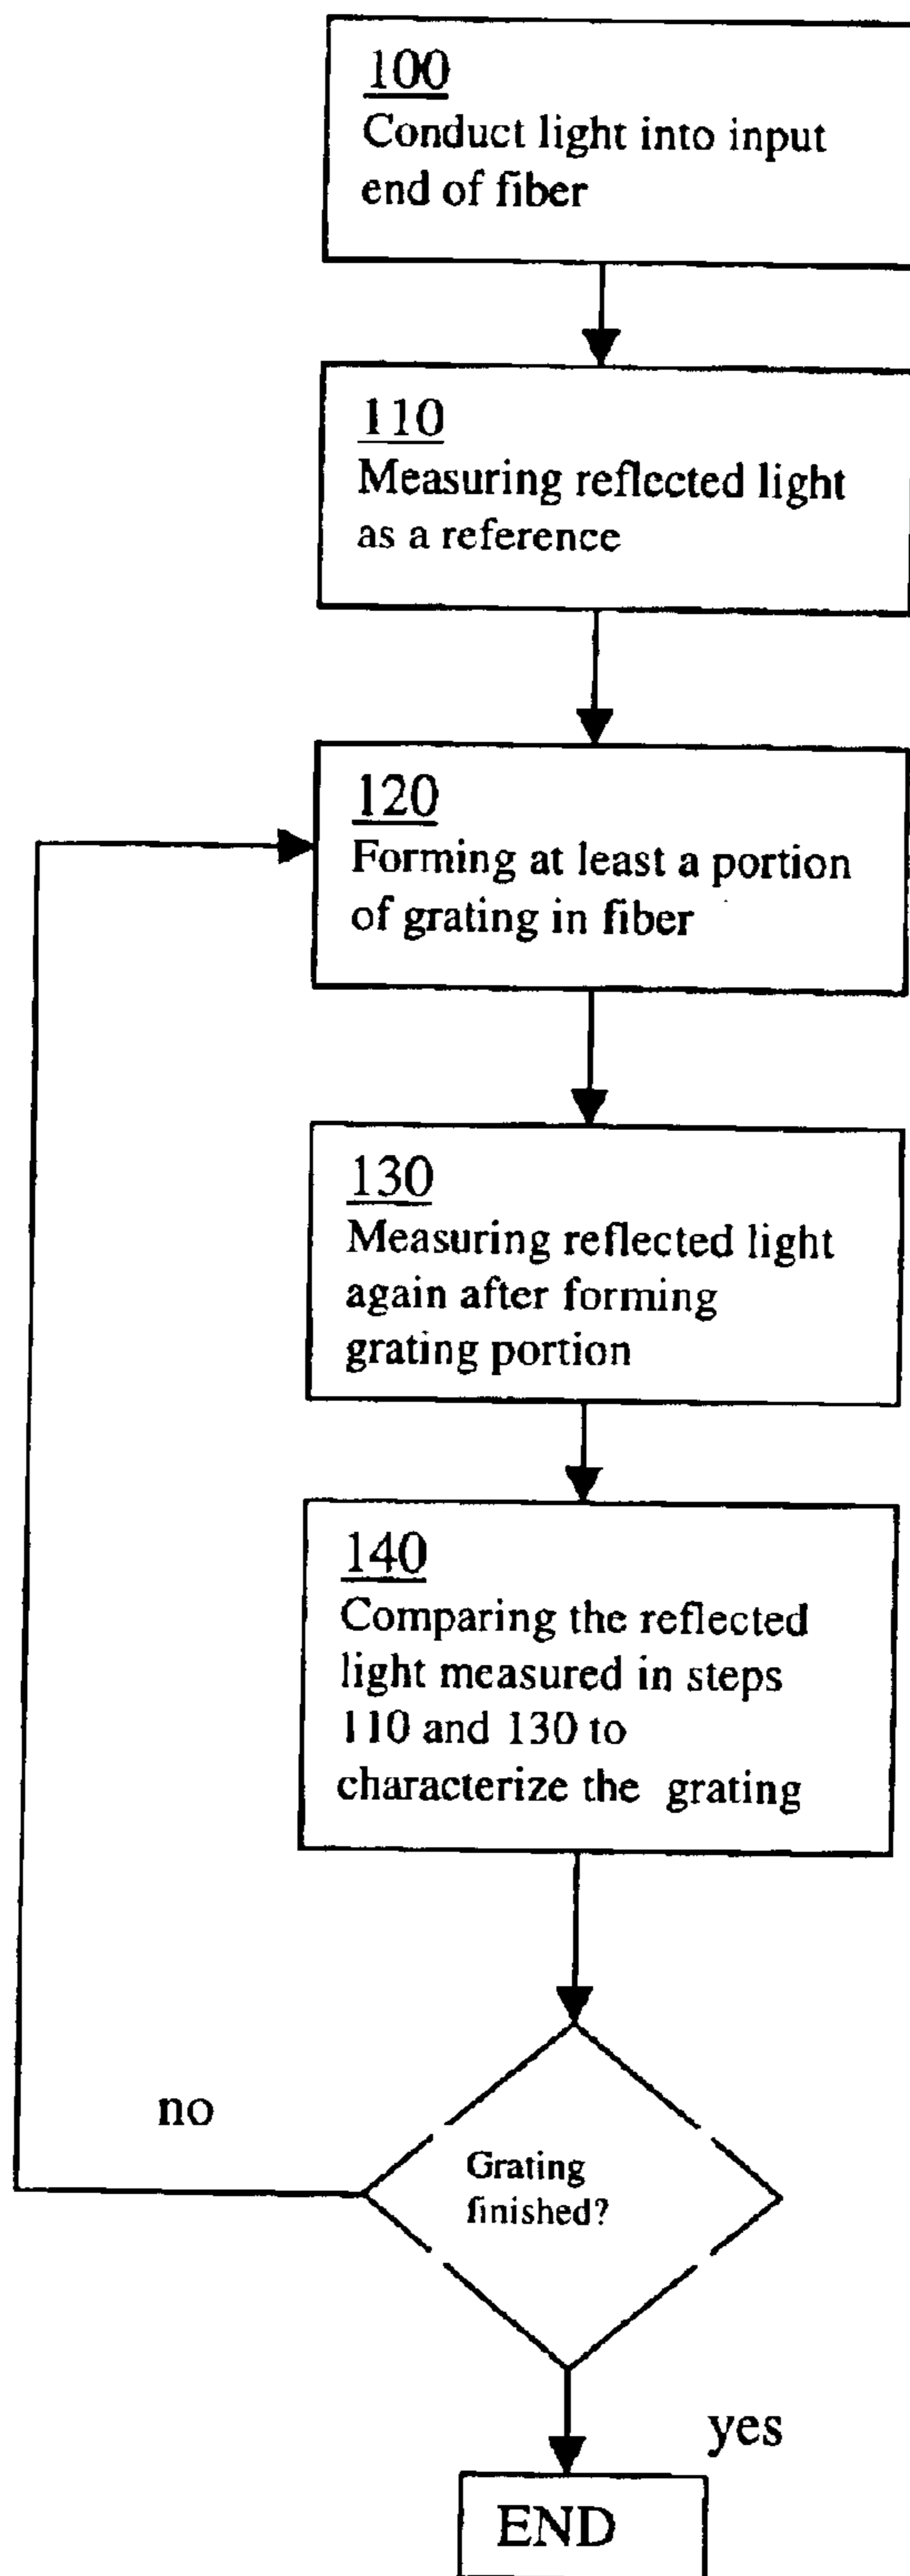 100
Conduct light into input
end of fiber
110
Measuring reflected light
as a reference
120
Forming at least a portion
of grating in fiber
130
Measuring reflected light
again after forming
grating portion
140
Comparing the reflected
light measured in steps
110 and 130 to
characterize the grating
no
Grating
finished?
yes
END